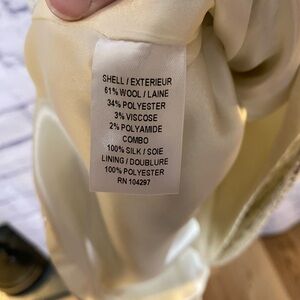 SHELL / EXTERIEUR
61% WOOL / LAINE
34% POLYESTER
3% VISCOSE
2% POLYAMIDE
COMBO
100% SILK / SOIE
LINING / DOUBLURE
100% POLYESTER
RN 104297